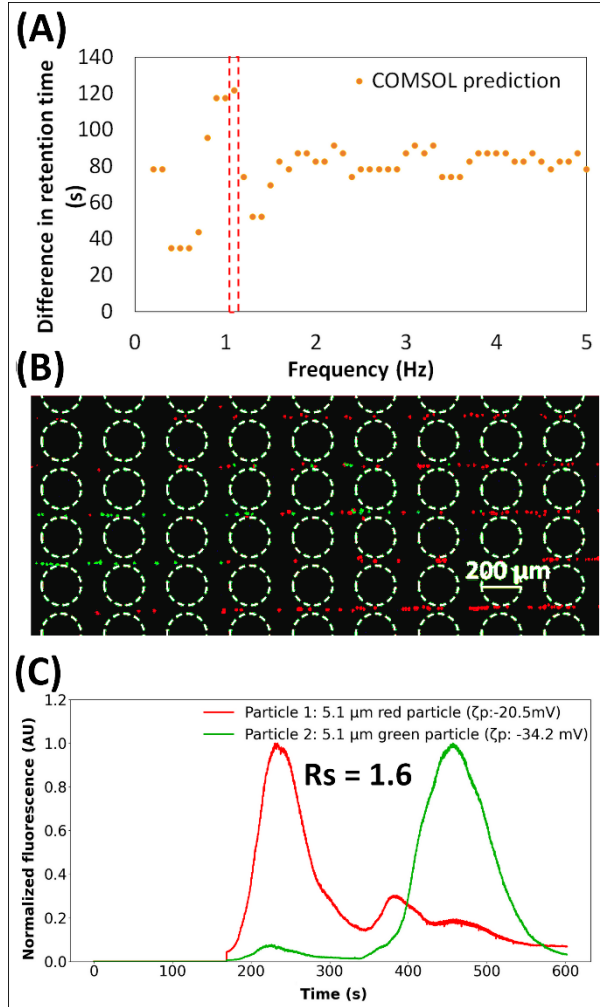 (A)
140
120
100
80
60
40
20
0
Difference in retention time
(s)
COMSOL prediction
0
1
2
3
4
5
Frequency (Hz)
(B)
200 μm
(C)
1.2
1.0
0.8
0.6
0.4
0.2
0.0
Normalized fluorescence (AU)
Particle 1: 5.1 μm red particle (ζp:-20.5mV)
Particle 2: 5.1 μm green particle (ζp: -34.2 mV)
Rs = 1.6
0
100
200
300
400
500
600
Time (s)